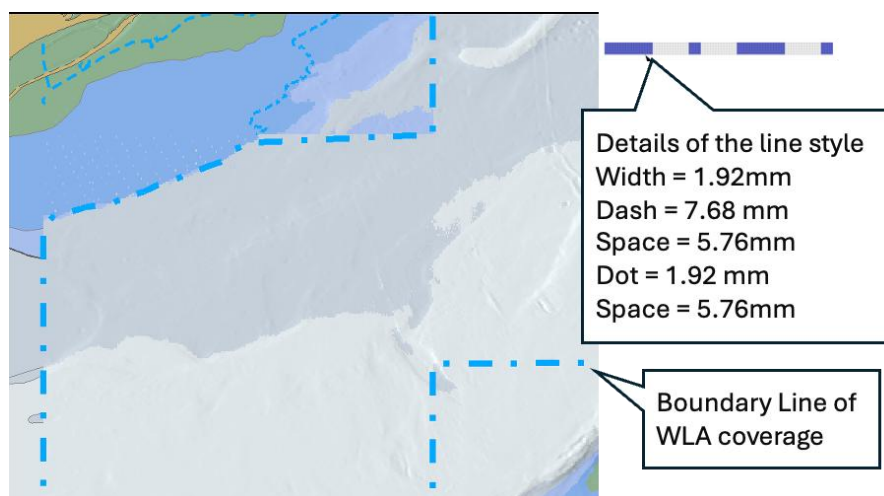 Details of the line style
Width = 1.92mm
Dash = 7.68 mm
Space = 5.76mm
Dot = 1.92 mm
Space = 5.76mm
Boundary Line of
WLA coverage